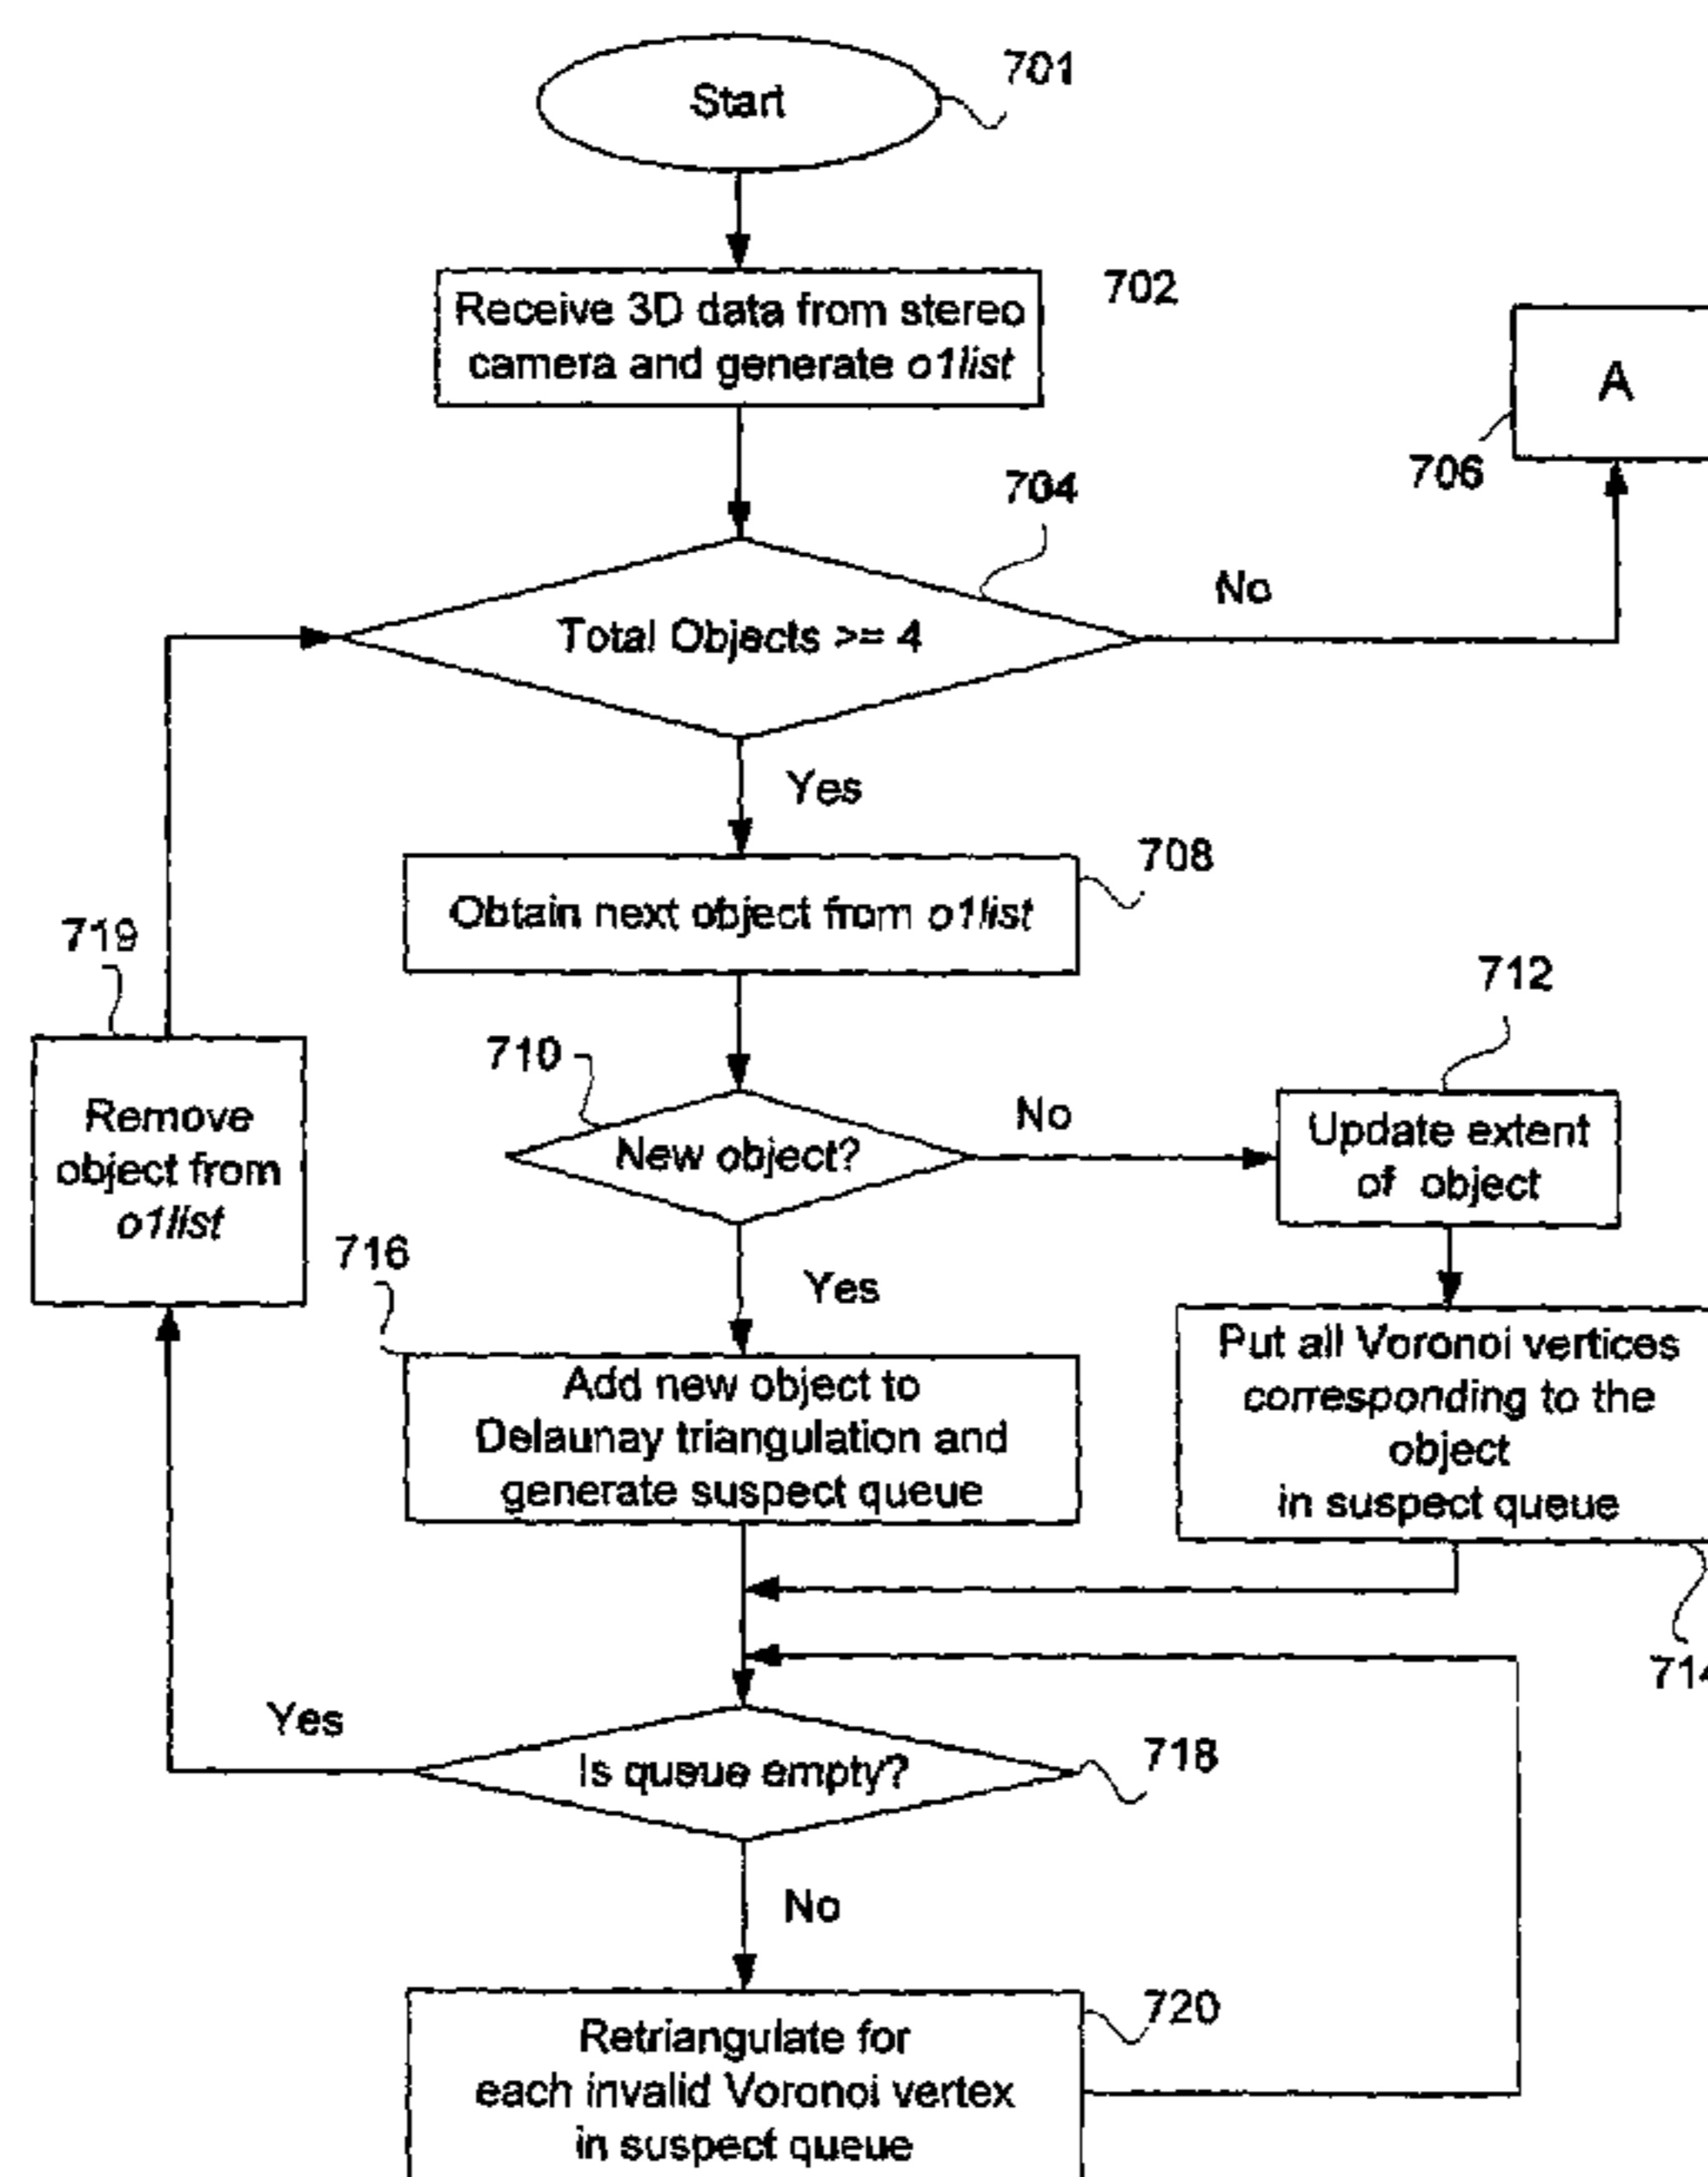 Start
701
Receive 3D data from stereo
camera and generate o1list
702
A
706
704
Total Objects >= 4
No
Yes
708
Obtain next object from o1list
719
Remove
object from
o1list
710
New object?
No
712
Update extent
of object
Yes
716
Add new object to
Delaunay triangulation and
generate suspect queue
Put all Voronoi vertices
corresponding to the
object
in suspect queue
714
Yes
Is queue empty?
718
No
720
Retriangulate for
each invalid Voronoi vertex
in suspect queue